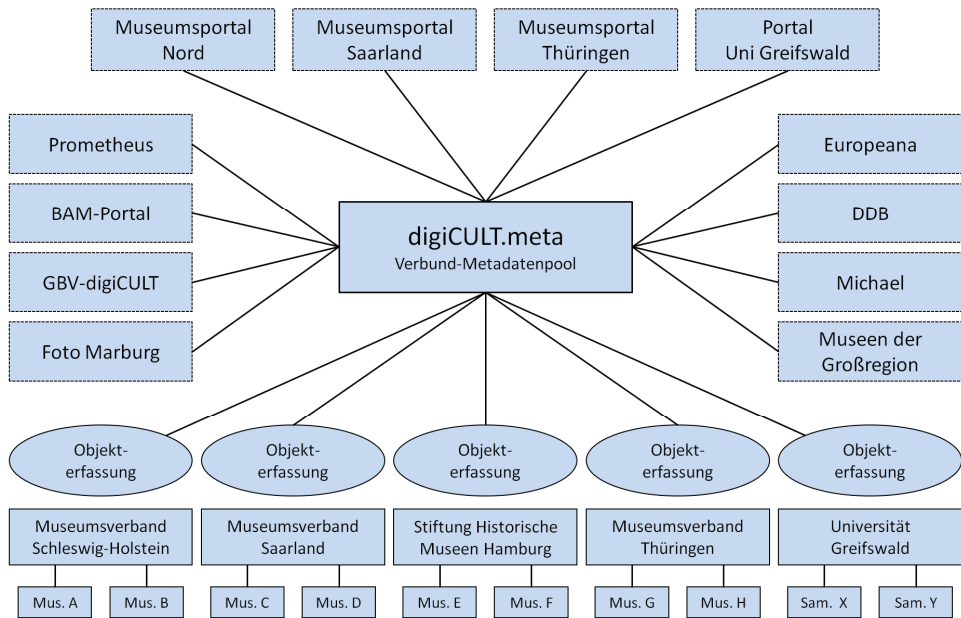 Museumsportal
Nord
Museumsportal
Saarland
Museumsportal
Thüringen
Portal
Uni Greifswald
Prometheus
BAM-Portal
GBV-digiCULT
Foto Marburg
digiCULT.meta
Verbund-Metadatenpool
Europeana
DDB
Michael
Museen der
Großregion
Objekt-
erfassung
Objekt-
erfassung
Objekt-
erfassung
Objekt-
erfassung
Objekt-
erfassung
Museumsverband
Schleswig-Holstein
Museumsverband
Saarland
Stiftung Historische
Museen Hamburg
Museumsverband
Thüringen
Universität
Greifswald
Mus. A
Mus. B
Mus. C
Mus. D
Mus. E
Mus. F
Mus. G
Mus. H
Sam. X
Sam. Y